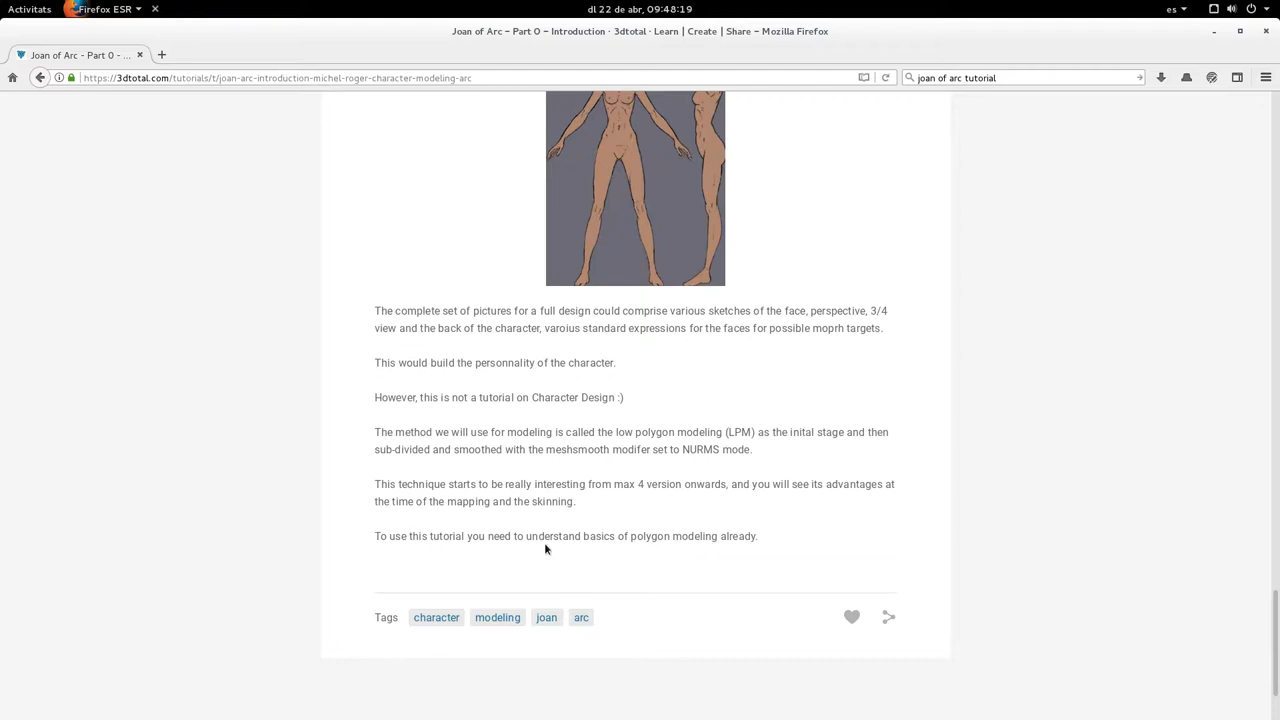 Activitats Firefox ESR dl 22 de abr, 09:48:19 es
Joan of Arc - Part 0 - Introduction · 3dtotal · Learn | Create | Share - Mozilla Firefox
Joan of Arc - Part 0 - ...
https://3dtotal.com/tutorials/t/joan-arc-introduction-michel-roger-character-modeling-arc joan of arc tutorial
The complete set of pictures for a full design could comprise various sketches of the face, perspective, 3/4
view and the back of the character, varoius standard expressions for the faces for possible moprh targets.
This would build the personnality of the character.
However, this is not a tutorial on Character Design :)
The method we will use for modeling is called the low polygon modeling (LPM) as the inital stage and then
sub-divided and smoothed with the meshsmooth modifer set to NURMS mode.
This technique starts to be really interesting from max 4 version onwards, and you will see its advantages at
the time of the mapping and the skinning.
To use this tutorial you need to understand basics of polygon modeling already.
Tags character modeling joan arc